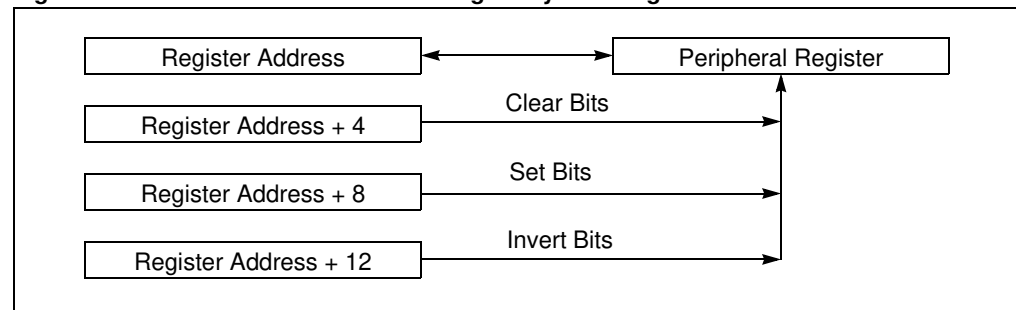 Register Address
Peripheral Register
Clear Bits
Register Address + 4
Set Bits
Register Address + 8
Invert Bits
Register Address + 12